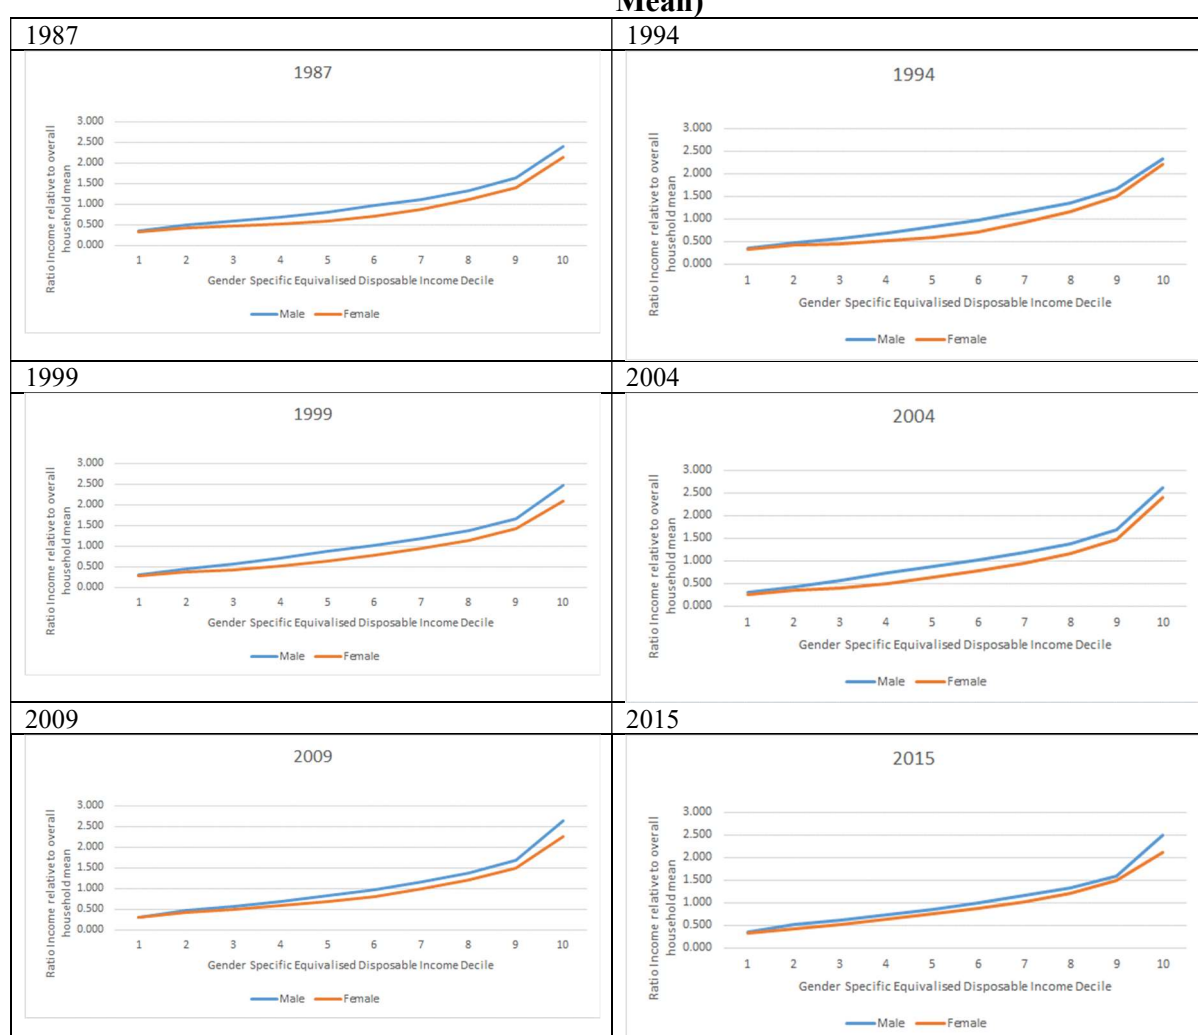 Mean)
1987 1994
1987
3.000
2.500
2.000
1.500
1.000
0.500
0.000
Ratio Income relative to overall
household mean
1 2 3 4 5 6 7 8 9 10
Gender Specific Equivalised Disposable Income Decile
Male Female
1994
3.000
2.500
2.000
1.500
1.000
0.500
0.000
Ratio Income relative to overall
household mean
1 2 3 4 5 6 7 8 9 10
Gender Specific Equivalised Disposable Income Decile
Male Female
1999 2004
1999
3.000
2.500
2.000
1.500
1.000
0.500
0.000
Ratio Income relative to overall
household mean
1 2 3 4 5 6 7 8 9 10
Gender Specific Equivalised Disposable Income Decile
Male Female
2004
3.000
2.500
2.000
1.500
1.000
0.500
0.000
Ratio Income relative to overall
household mean
1 2 3 4 5 6 7 8 9 10
Gender Specific Equivalised Disposable Income Decile
Male Female
2009 2015
2009
3.000
2.500
2.000
1.500
1.000
0.500
0.000
Ratio Income relative to overall
household mean
1 2 3 4 5 6 7 8 9 10
Gender Specific Equivalised Disposable Income Decile
Male Female
2015
3.000
2.500
2.000
1.500
1.000
0.500
0.000
Ratio Income relative to overall
household mean
1 2 3 4 5 6 7 8 9 10
Gender Specific Equivalised Disposable Income Decile
Male Female